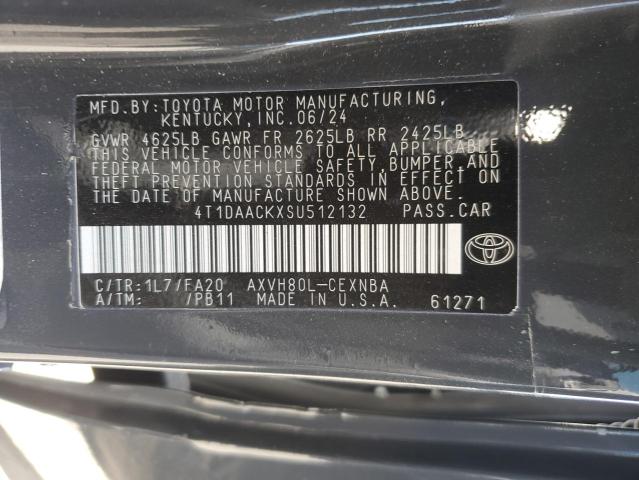 MFD.BY:TOYOTA MOTOR MANUFACTURING,
KENTUCKY, INC.06/24
GVWR 4625LB GAWR FR 2625LB RR 2425LB
THIS VEHICLE CONFORMS TO ALL APPLICABLE
FEDERAL MOTOR VEHICLE SAFETY,BUMPER,AND
THEFT PREVENTION STANDARDS IN EFFECT ON
THE DATE OF MANUFACTURE SHOWN ABOVE.
4T1DAACKXSU512132 PASS.CAR
C/TR:1L7/FA20 AXVH80L-CEXNBA
A/TM: /PB11 MADE IN U.S.A. 61271